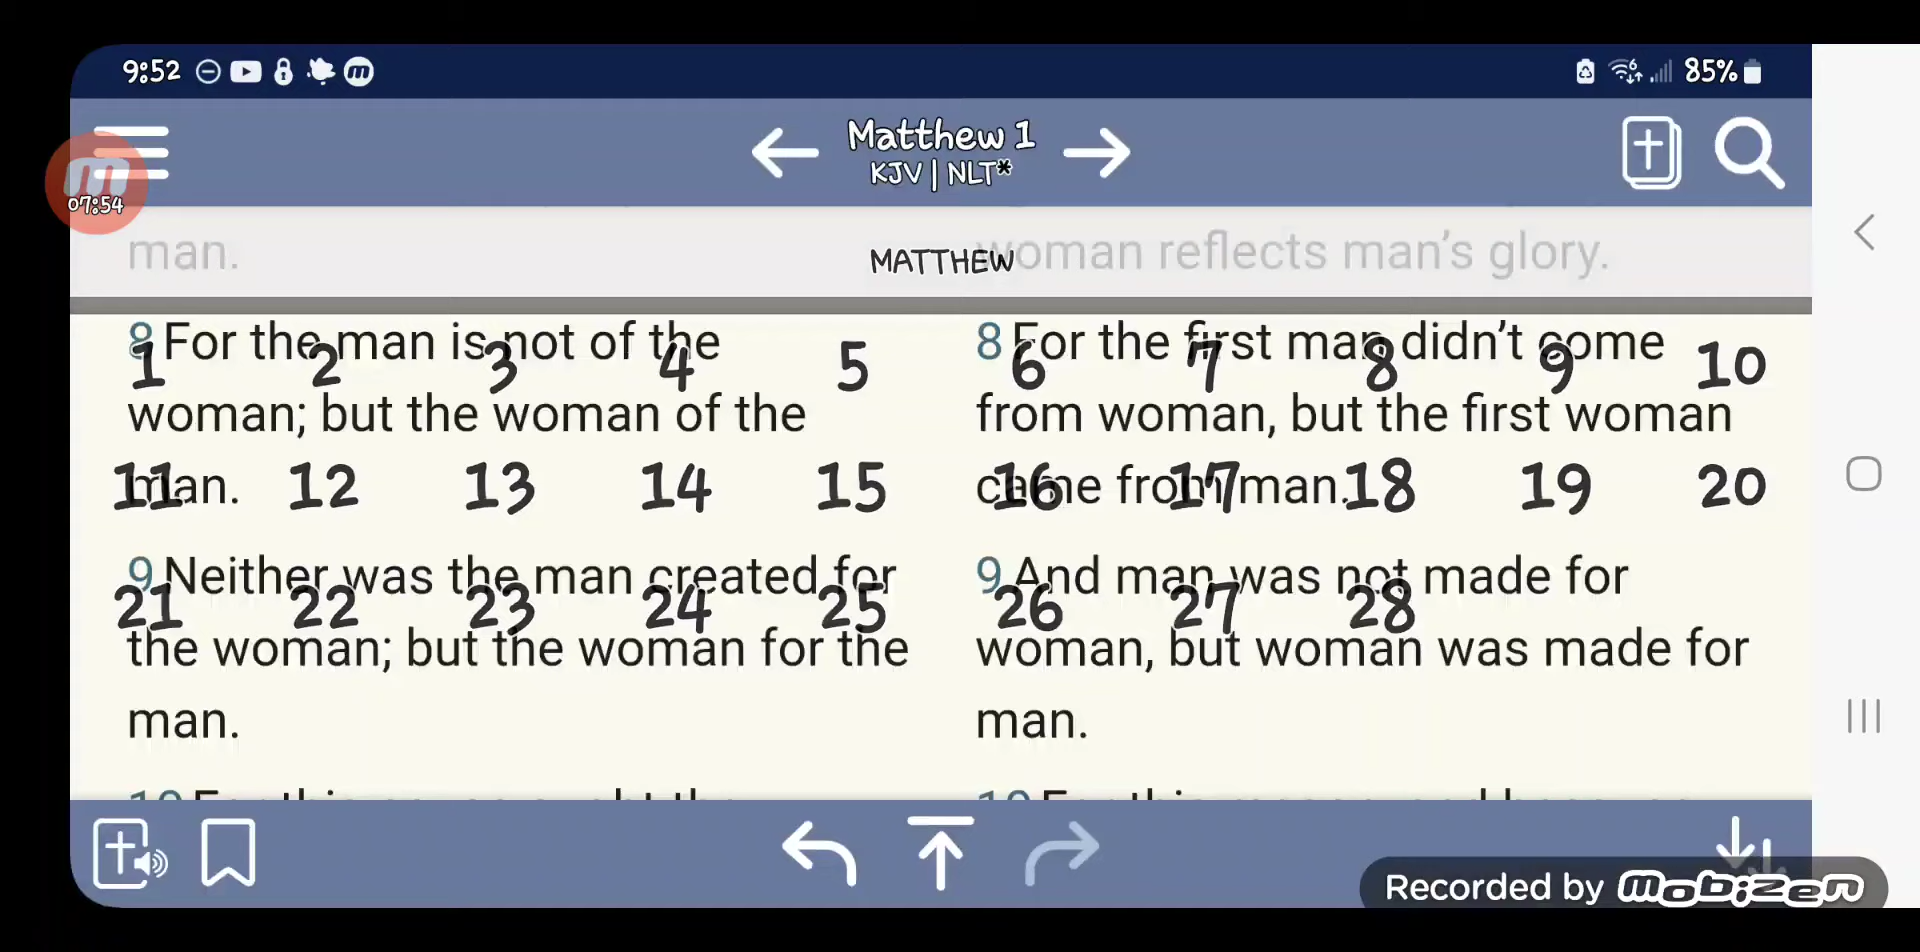 9:52 85%
07:54
Matthew 1
KJV | NLT*
man. woman reflects man's glory.
MATTHEW
8 For the man is not of the
woman; but the woman of the
man.
8 For the first man didn't come
from woman, but the first woman
came from man.
1 2 3 4 5 6 7 8 9 10
11 12 13 14 15 16 17 18 19 20
21 22 23 24 25 26 27 28
9 Neither was the man created for
the woman; but the woman for the
man.
9 And man was not made for
woman, but woman was made for
man.
Recorded by Mobizen